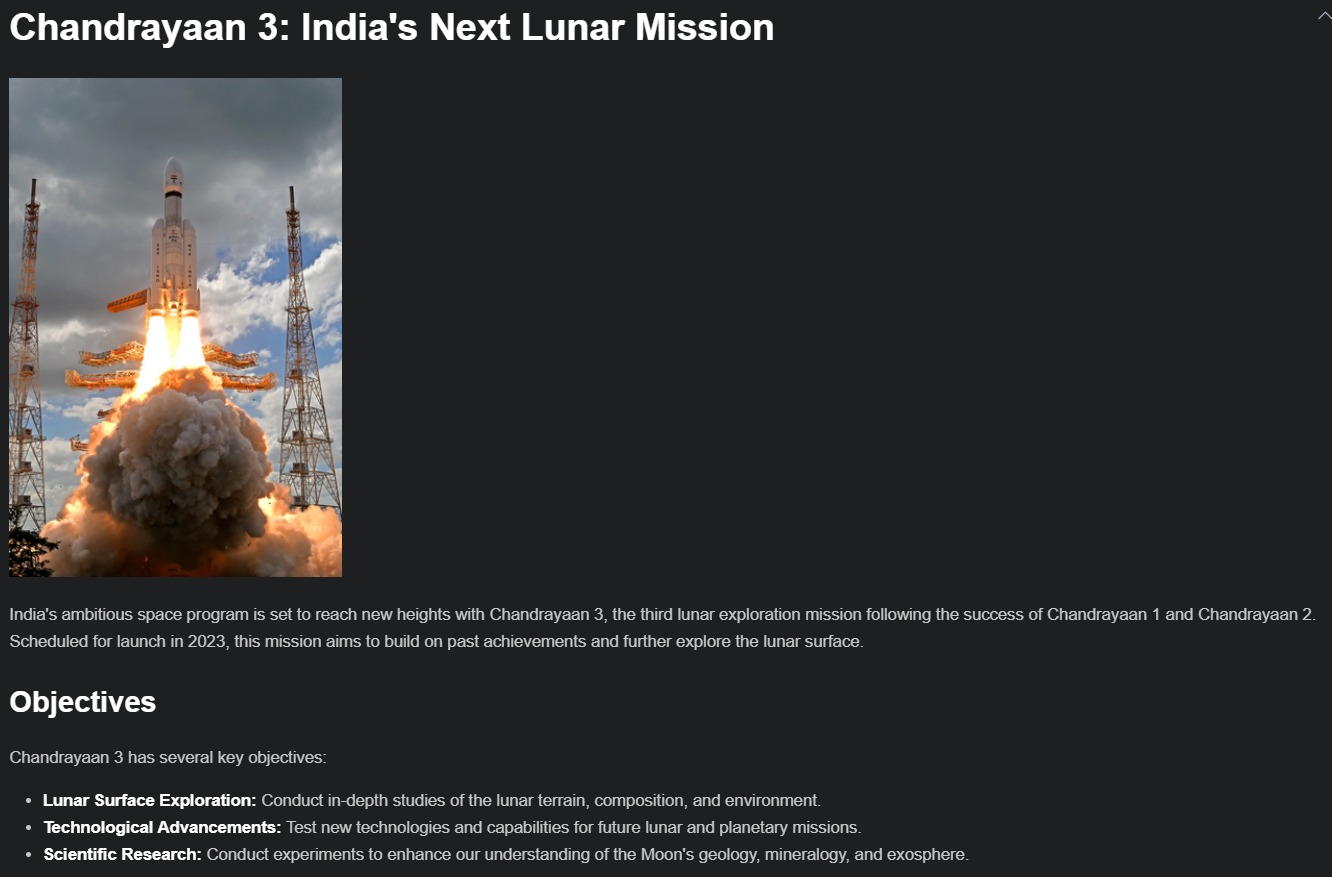 Chandrayaan 3: India's Next Lunar Mission
India's ambitious space program is set to reach new heights with Chandrayaan 3, the third lunar exploration mission following the success of Chandrayaan 1 and Chandrayaan 2.
Scheduled for launch in 2023, this mission aims to build on past achievements and further explore the lunar surface.
Objectives
Chandrayaan 3 has several key objectives:
• Lunar Surface Exploration: Conduct in-depth studies of the lunar terrain, composition, and environment.
• Technological Advancements: Test new technologies and capabilities for future lunar and planetary missions.
• Scientific Research: Conduct experiments to enhance our understanding of the Moon's geology, mineralogy, and exosphere.